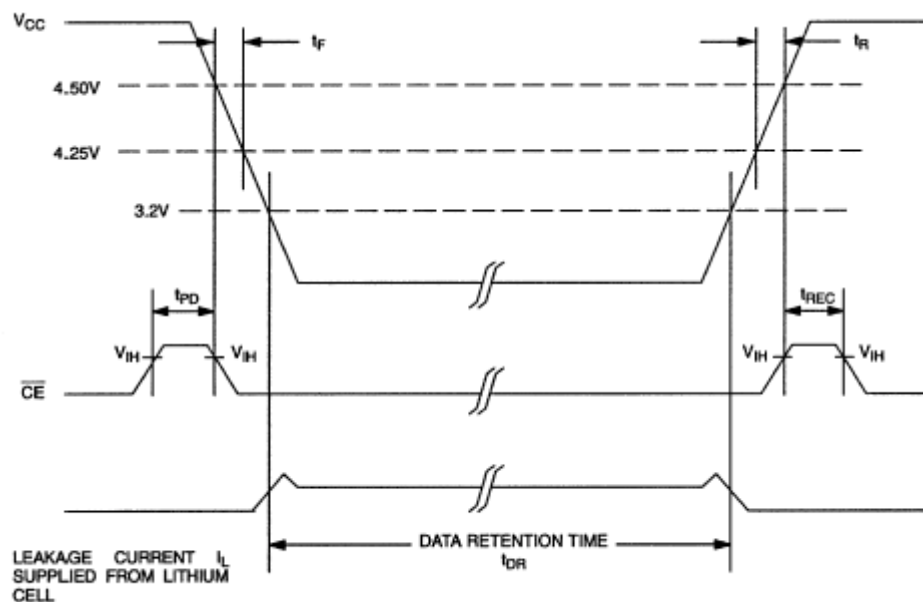 VCC
tF
tR
4.50V
4.25V
3.2V
tPD
tREC
VIH
VIH
VIH
VIH
CE
DATA RETENTION TIME
tDR
LEAKAGE CURRENT IL
SUPPLIED FROM LITHIUM
CELL